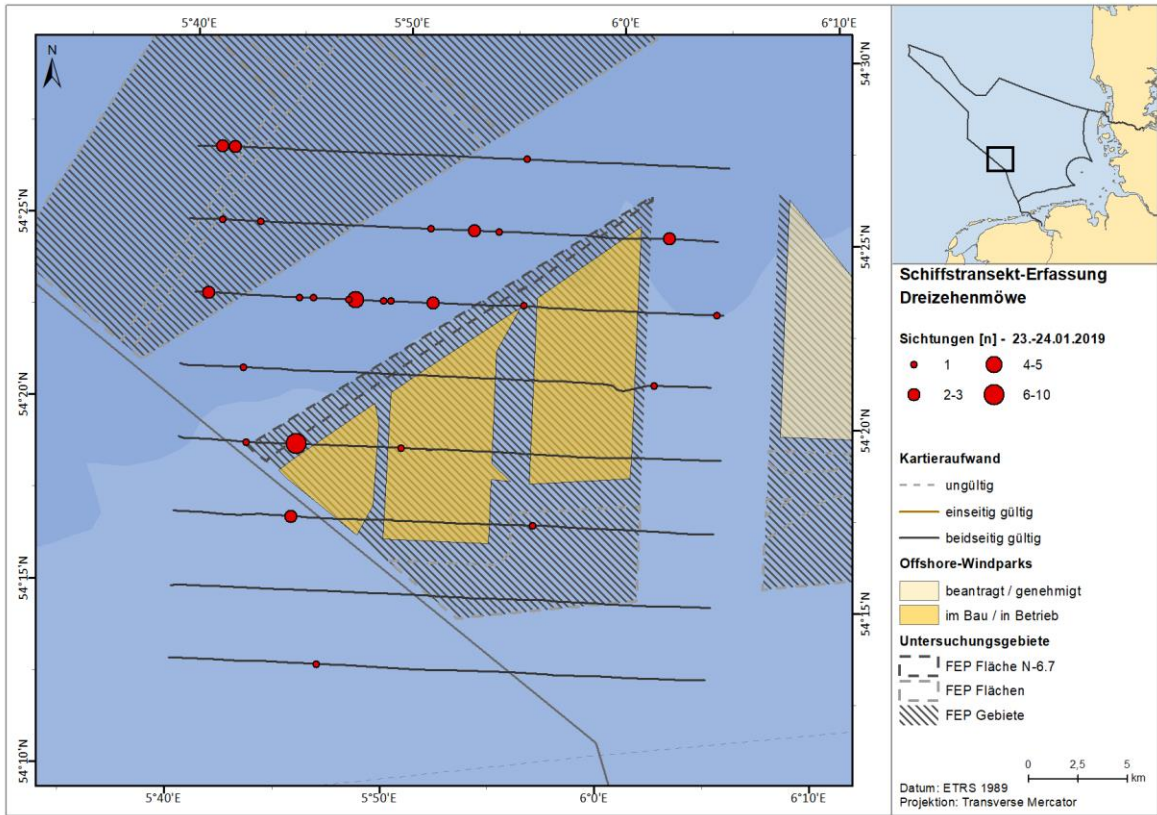 5°40'E 5°50'E 6°0'E 6°10'E
N
54°30'N
54°25'N 54°25'N
54°20'N 54°20'N
54°15'N 54°15'N
54°10'N
5°40'E 5°50'E 6°0'E 6°10'E
Schiffstransekt-Erfassung
Dreizehenmöwe
Sichtungen [n] - 23.-24.01.2019
1 4-5
2-3 6-10
Kartieraufwand
ungültig
einseitig gültig
beidseitig gültig
Offshore-Windparks
beantragt / genehmigt
im Bau / in Betrieb
Untersuchungsgebiete
FEP Fläche N-6.7
FEP Flächen
FEP Gebiete
0 2,5 5
km
Datum: ETRS 1989
Projektion: Transverse Mercator